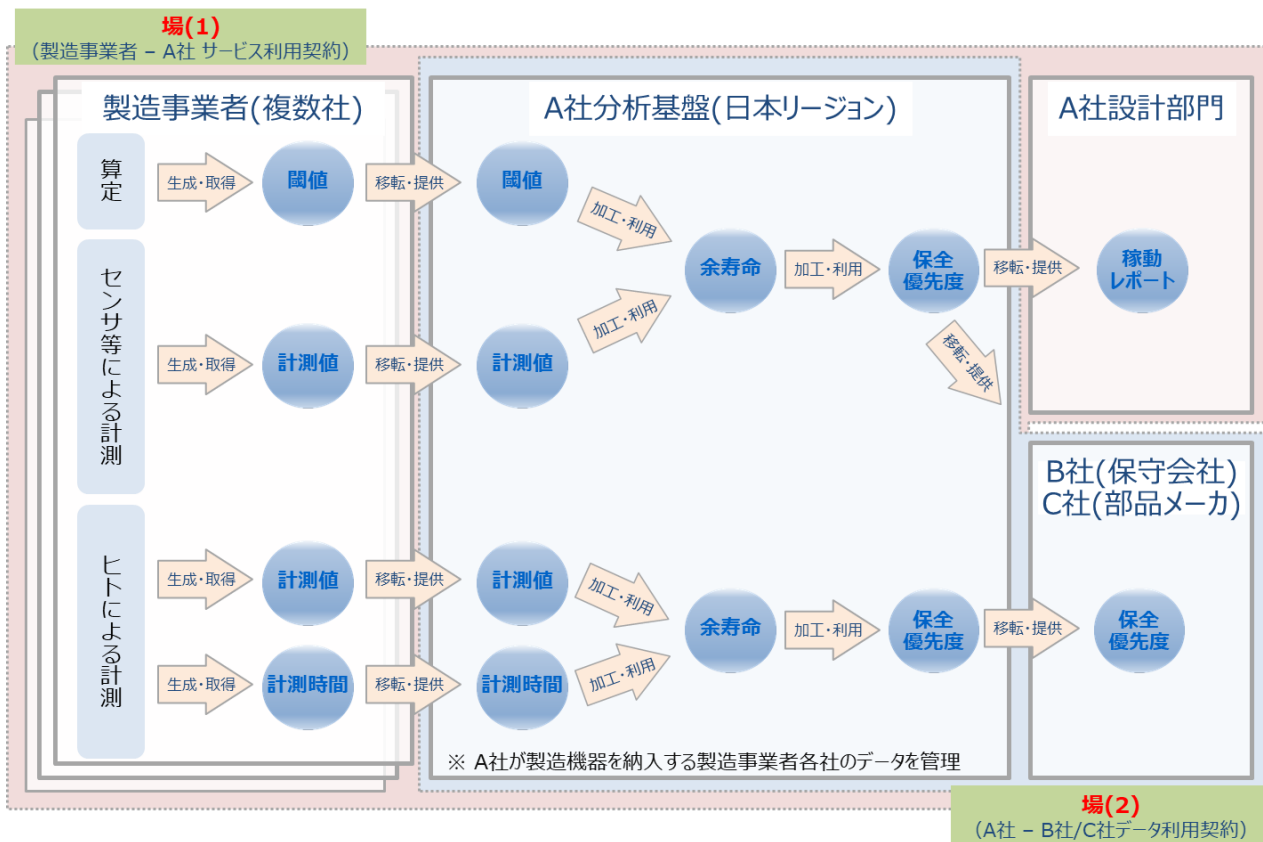 場(1)
（製造事業者 – A社 サービス利用契約）
製造事業者(複数社)
A社分析基盤(日本リージョン)
A社設計部門
算定
生成・取得
閾値
移転・提供
閾値
加工・利用
センサ等による計測
生成・取得
計測値
移転・提供
計測値
加工・利用
余寿命
加工・利用
保全
優先度
移転・提供
稼動
レポート
移転・提供
B社(保守会社)
C社(部品メーカ)
ヒトによる計測
生成・取得
計測値
移転・提供
計測値
加工・利用
生成・取得
計測時間
移転・提供
計測時間
加工・利用
余寿命
加工・利用
保全
優先度
移転・提供
保全
優先度
※ A社が製造機器を納入する製造事業者各社のデータを管理
場(2)
（A社 – B社/C社データ利用契約）